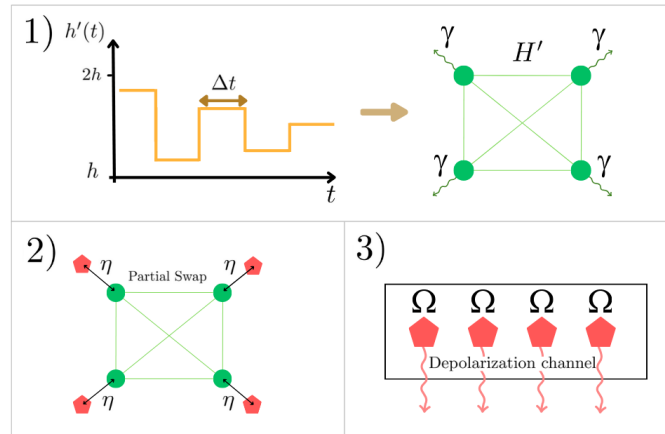 1)
h′(t)
2h
h
Δt
t
H′
γ γ
γ γ
2)
η η
Partial Swap
η η
3)
Ω Ω Ω Ω
Depolarization channel